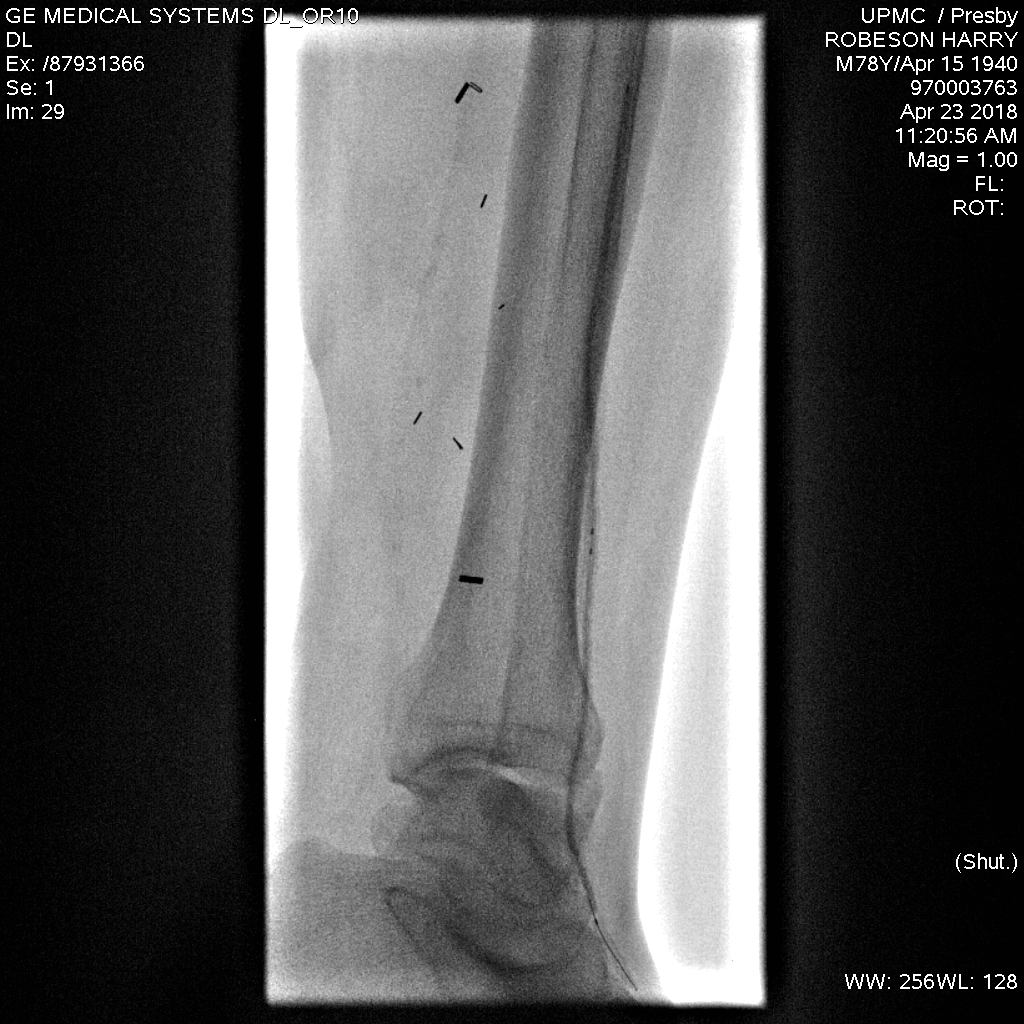 GE MEDICAL SYSTEMS DL_OR10
DL
Ex: /87931366
Se: 1
Im: 29
UPMC / Presby
ROBESON HARRY
M78Y/Apr 15 1940
970003763
Apr 23 2018
11:20:56 AM
Mag = 1.00
FL:
ROT:
(Shut.)
WW: 256WL: 128